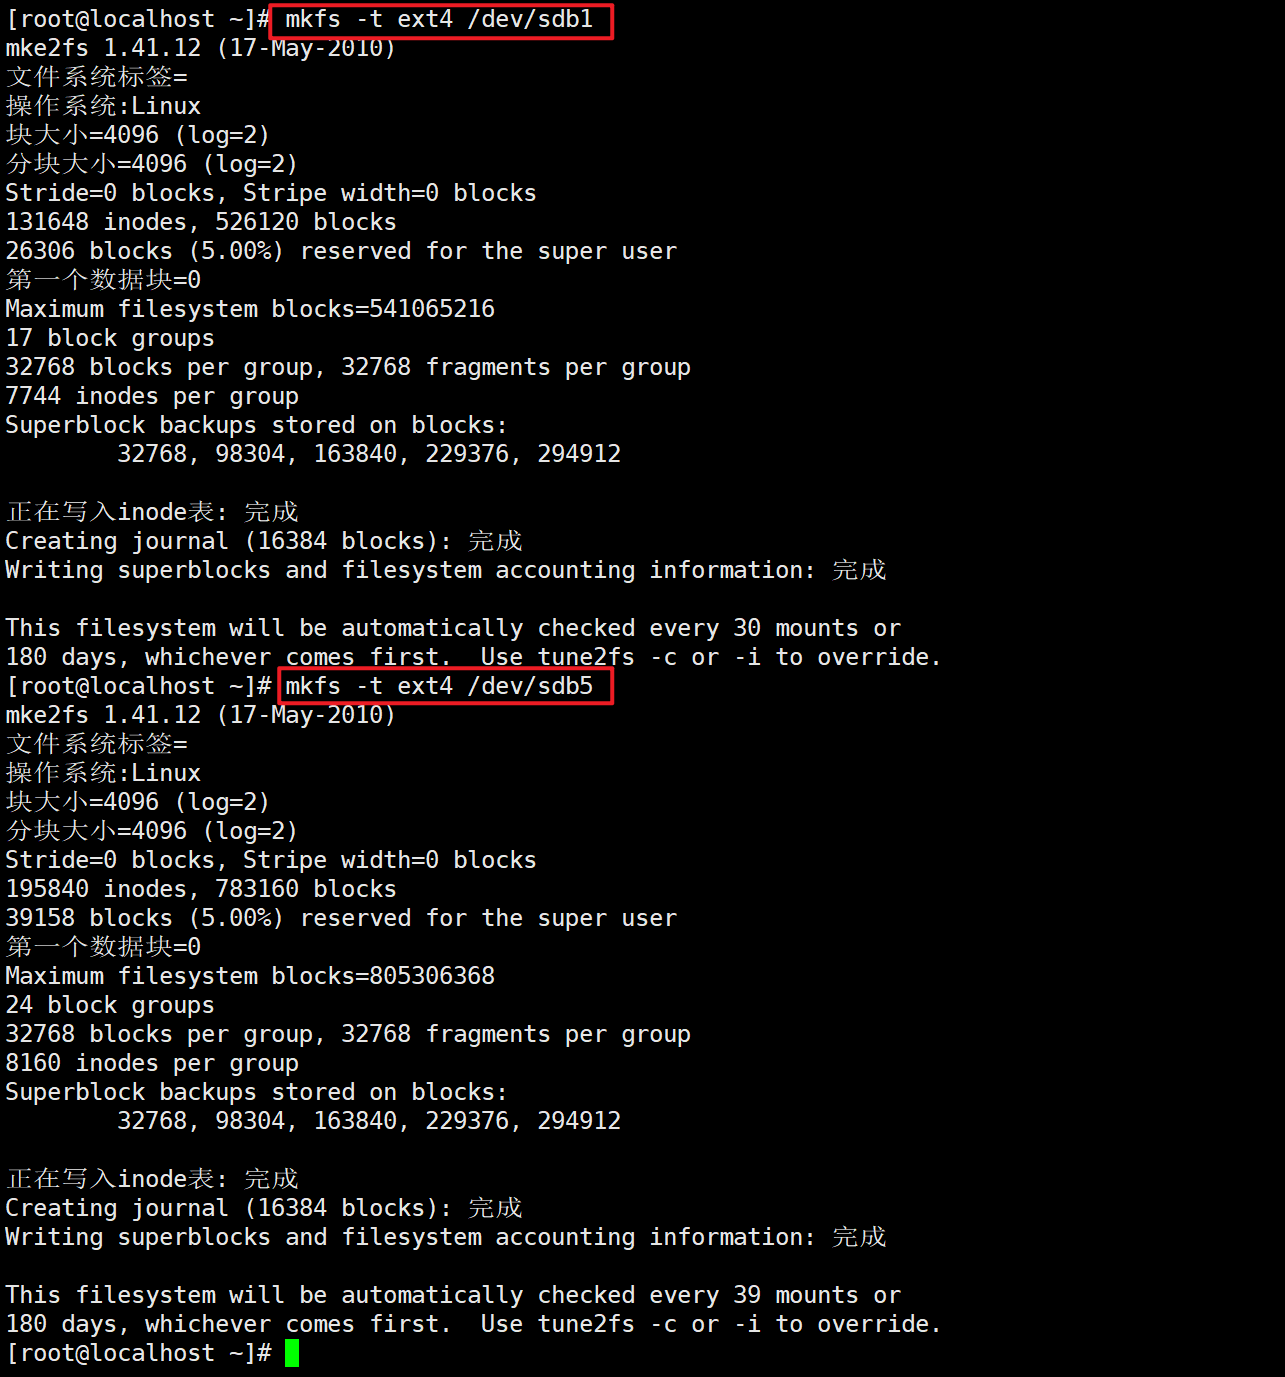 [root@localhost ~]# mkfs -t ext4 /dev/sdb1
mke2fs 1.41.12 (17-May-2010)
文件系统标签=
操作系统:Linux
块大小=4096 (log=2)
分块大小=4096 (log=2)
Stride=0 blocks, Stripe width=0 blocks
131648 inodes, 526120 blocks
26306 blocks (5.00%) reserved for the super user
第一个数据块=0
Maximum filesystem blocks=541065216
17 block groups
32768 blocks per group, 32768 fragments per group
7744 inodes per group
Superblock backups stored on blocks:
32768, 98304, 163840, 229376, 294912
正在写入inode表: 完成
Creating journal (16384 blocks): 完成
Writing superblocks and filesystem accounting information: 完成
This filesystem will be automatically checked every 30 mounts or
180 days, whichever comes first.  Use tune2fs -c or -i to override.
[root@localhost ~]# mkfs -t ext4 /dev/sdb5
mke2fs 1.41.12 (17-May-2010)
文件系统标签=
操作系统:Linux
块大小=4096 (log=2)
分块大小=4096 (log=2)
Stride=0 blocks, Stripe width=0 blocks
195840 inodes, 783160 blocks
39158 blocks (5.00%) reserved for the super user
第一个数据块=0
Maximum filesystem blocks=805306368
24 block groups
32768 blocks per group, 32768 fragments per group
8160 inodes per group
Superblock backups stored on blocks:
32768, 98304, 163840, 229376, 294912
正在写入inode表: 完成
Creating journal (16384 blocks): 完成
Writing superblocks and filesystem accounting information: 完成
This filesystem will be automatically checked every 39 mounts or
180 days, whichever comes first.  Use tune2fs -c or -i to override.
[root@localhost ~]#